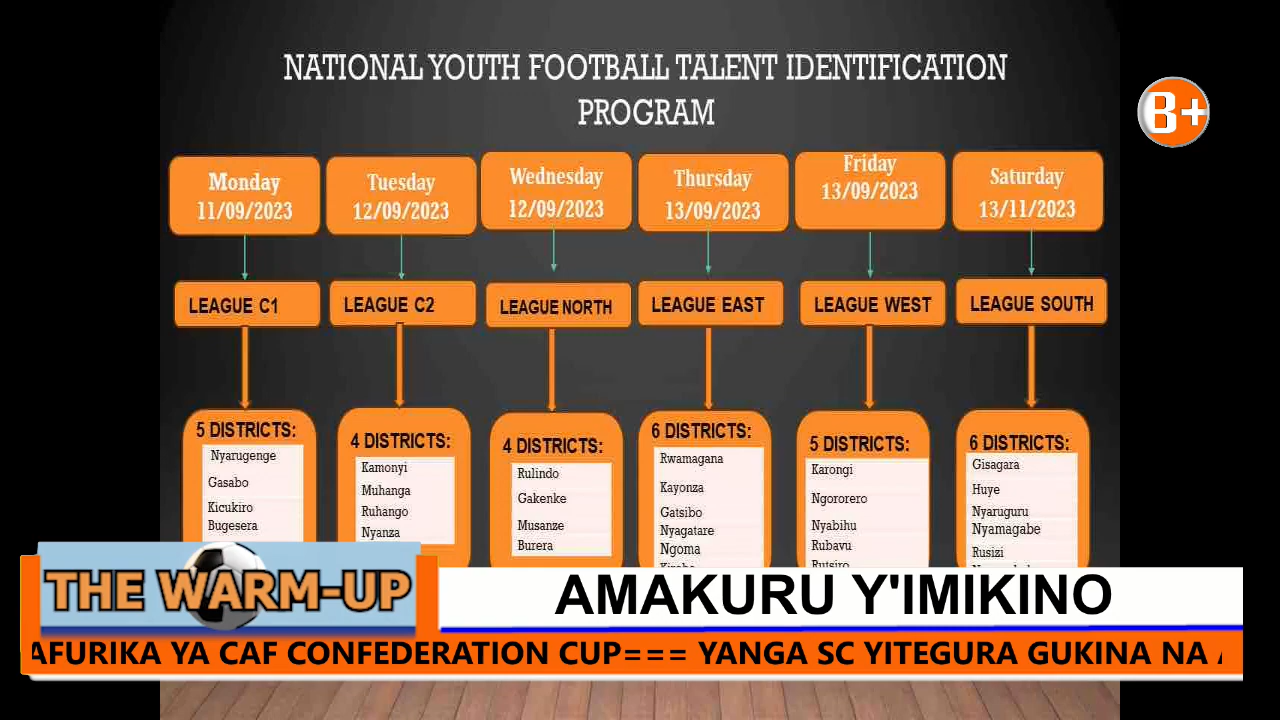 NATIONAL YOUTH FOOTBALL TALENT IDENTIFICATION
PROGRAM
B+
Monday
11/09/2023
Tuesday
12/09/2023
Wednesday
12/09/2023
Thursday
13/09/2023
Friday
13/09/2023
Saturday
13/11/2023
LEAGUE C1
LEAGUE C2
LEAGUE NORTH
LEAGUE EAST
LEAGUE WEST
LEAGUE SOUTH
5 DISTRICTS:
Nyarugenge
Gasabo
Kicukiro
Bugesera
4 DISTRICTS:
Kamonyi
Muhanga
Ruhango
Nyanza
4 DISTRICTS:
Rulindo
Gakenke
Musanze
Burera
6 DISTRICTS:
Rwamagana
Kayonza
Gatsibo
Nyagatare
Ngoma
5 DISTRICTS:
Karongi
Ngororero
Nyabihu
Rubavu
Rutsiro
6 DISTRICTS:
Gisagara
Huye
Nyaruguru
Nyamagabe
Rusizi
THE WARM-UP
AMAKURU Y'IMIKINO
AFURIKA YA CAF CONFEDERATION CUP=== YANGA SC YITEGURA GUKINA NA